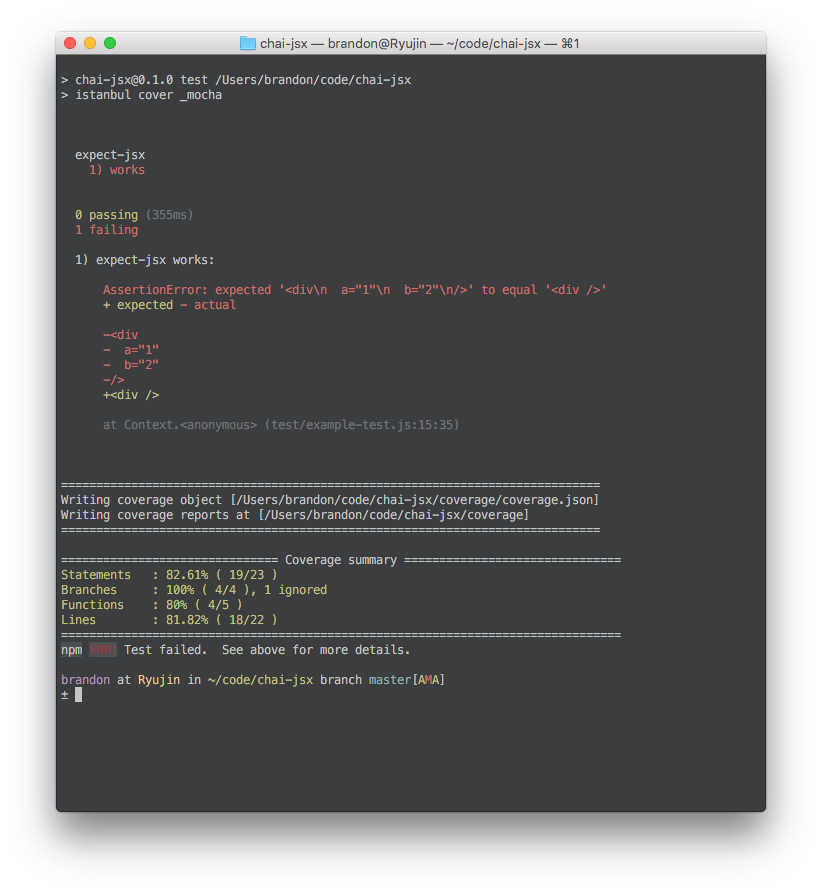 chai-jsx — brandon@Ryujin — ~/code/chai-jsx — ⌘1
> chai-jsx@0.1.0 test /Users/brandon/code/chai-jsx
> istanbul cover _mocha
expect-jsx
1) works
0 passing (355ms)
1 failing
1) expect-jsx works:
AssertionError: expected '<div\n  a="1"\n  b="2"\n/>' to equal '<div />'
+ expected - actual
-<div
-  a="1"
-  b="2"
-/>
+<div />
at Context.<anonymous> (test/example-test.js:15:35)
=============================================================================
Writing coverage object [/Users/brandon/code/chai-jsx/coverage/coverage.json]
Writing coverage reports at [/Users/brandon/code/chai-jsx/coverage]
=============================================================================
=============================== Coverage summary ===============================
Statements   : 82.61% ( 19/23 )
Branches     : 100% ( 4/4 ), 1 ignored
Functions    : 80% ( 4/5 )
Lines        : 81.82% ( 18/22 )
================================================================================
npm ERR! Test failed.  See above for more details.
brandon at Ryujin in ~/code/chai-jsx branch master[AMA]
±